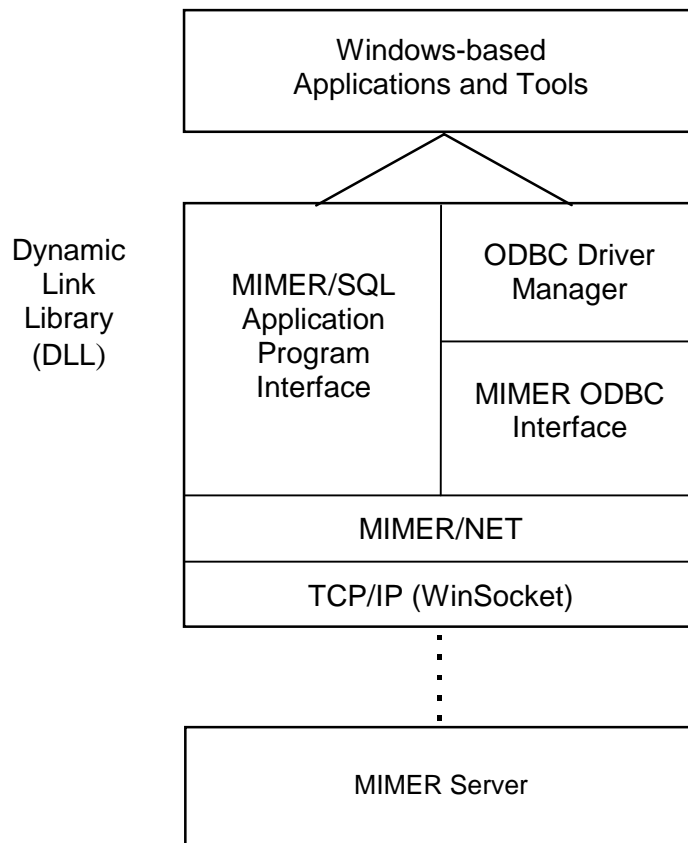 Windows-based
Applications and Tools
Dynamic
Link
Library
(DLL)
MIMER/SQL
Application
Program
Interface
ODBC Driver
Manager
MIMER ODBC
Interface
MIMER/NET
TCP/IP (WinSocket)
MIMER Server